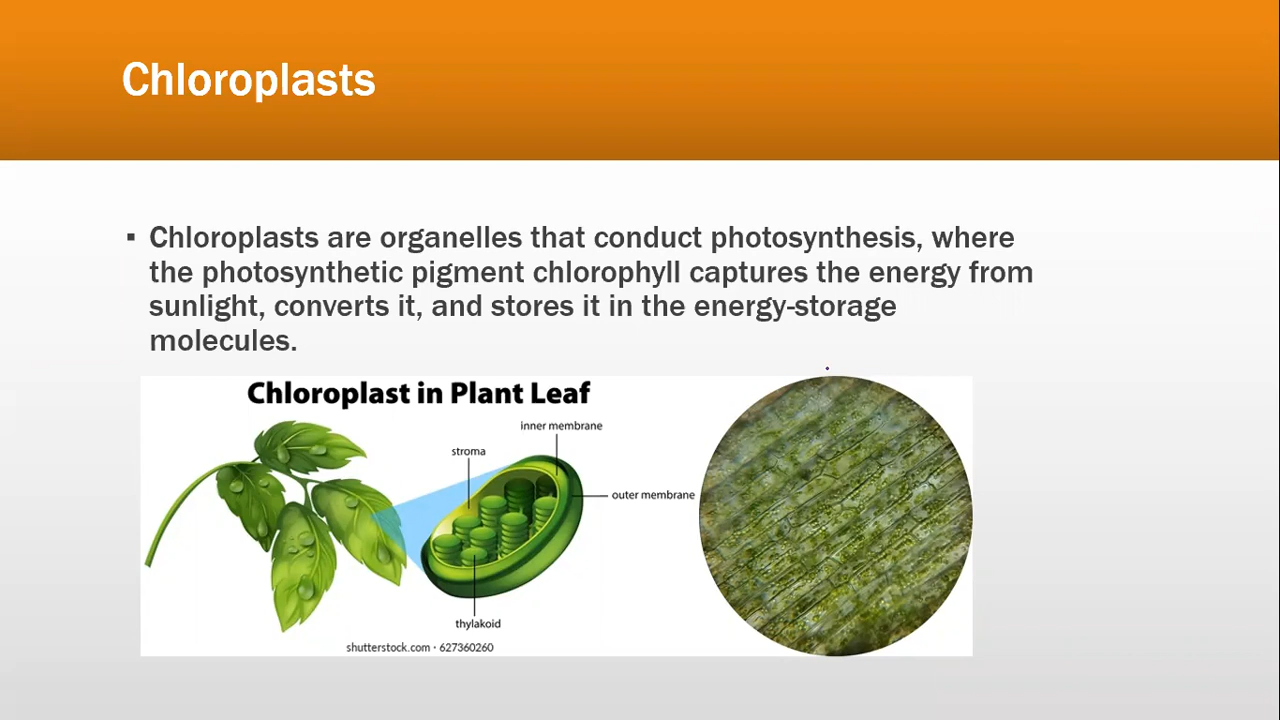 Chloroplasts
▪ Chloroplasts are organelles that conduct photosynthesis, where
the photosynthetic pigment chlorophyll captures the energy from
sunlight, converts it, and stores it in the energy-storage
molecules.
Chloroplast in Plant Leaf
inner membrane
stroma
outer membrane
thylakoid
shutterstock.com · 627360260